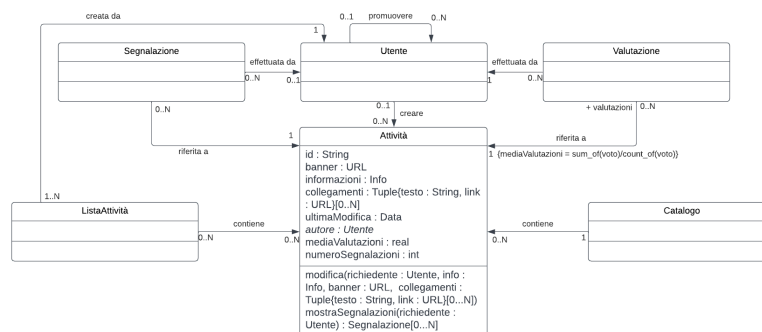 creata da
0..1
promuovere
0..N
1
Segnalazione
Utente
Valutazione
effettuata da
0..N
0..1
effettuata da
1
0..N
0..N
0..1
creare
0..N
+ valutazioni
0..N
1
riferita a
Attività
riferita a
1
{mediaValutazioni = sum_of(voto)/count_of(voto)}
id : String
banner : URL
informazioni : Info
collegamenti : Tuple{testo : String, link
: URL}[0..N]
ultimaModifica : Data
autore : Utente
mediaValutazioni : real
numeroSegnalazioni : int
1..N
ListaAttività
contiene
0..N
0..N
Catalogo
contiene
0..N
1
modifica(richiedente : Utente, info :
Info, banner : URL, collegamenti :
Tuple{testo : String, link : URL}[0...N])
mostraSegnalazioni(richiedente :
Utente) : Segnalazione[0...N]